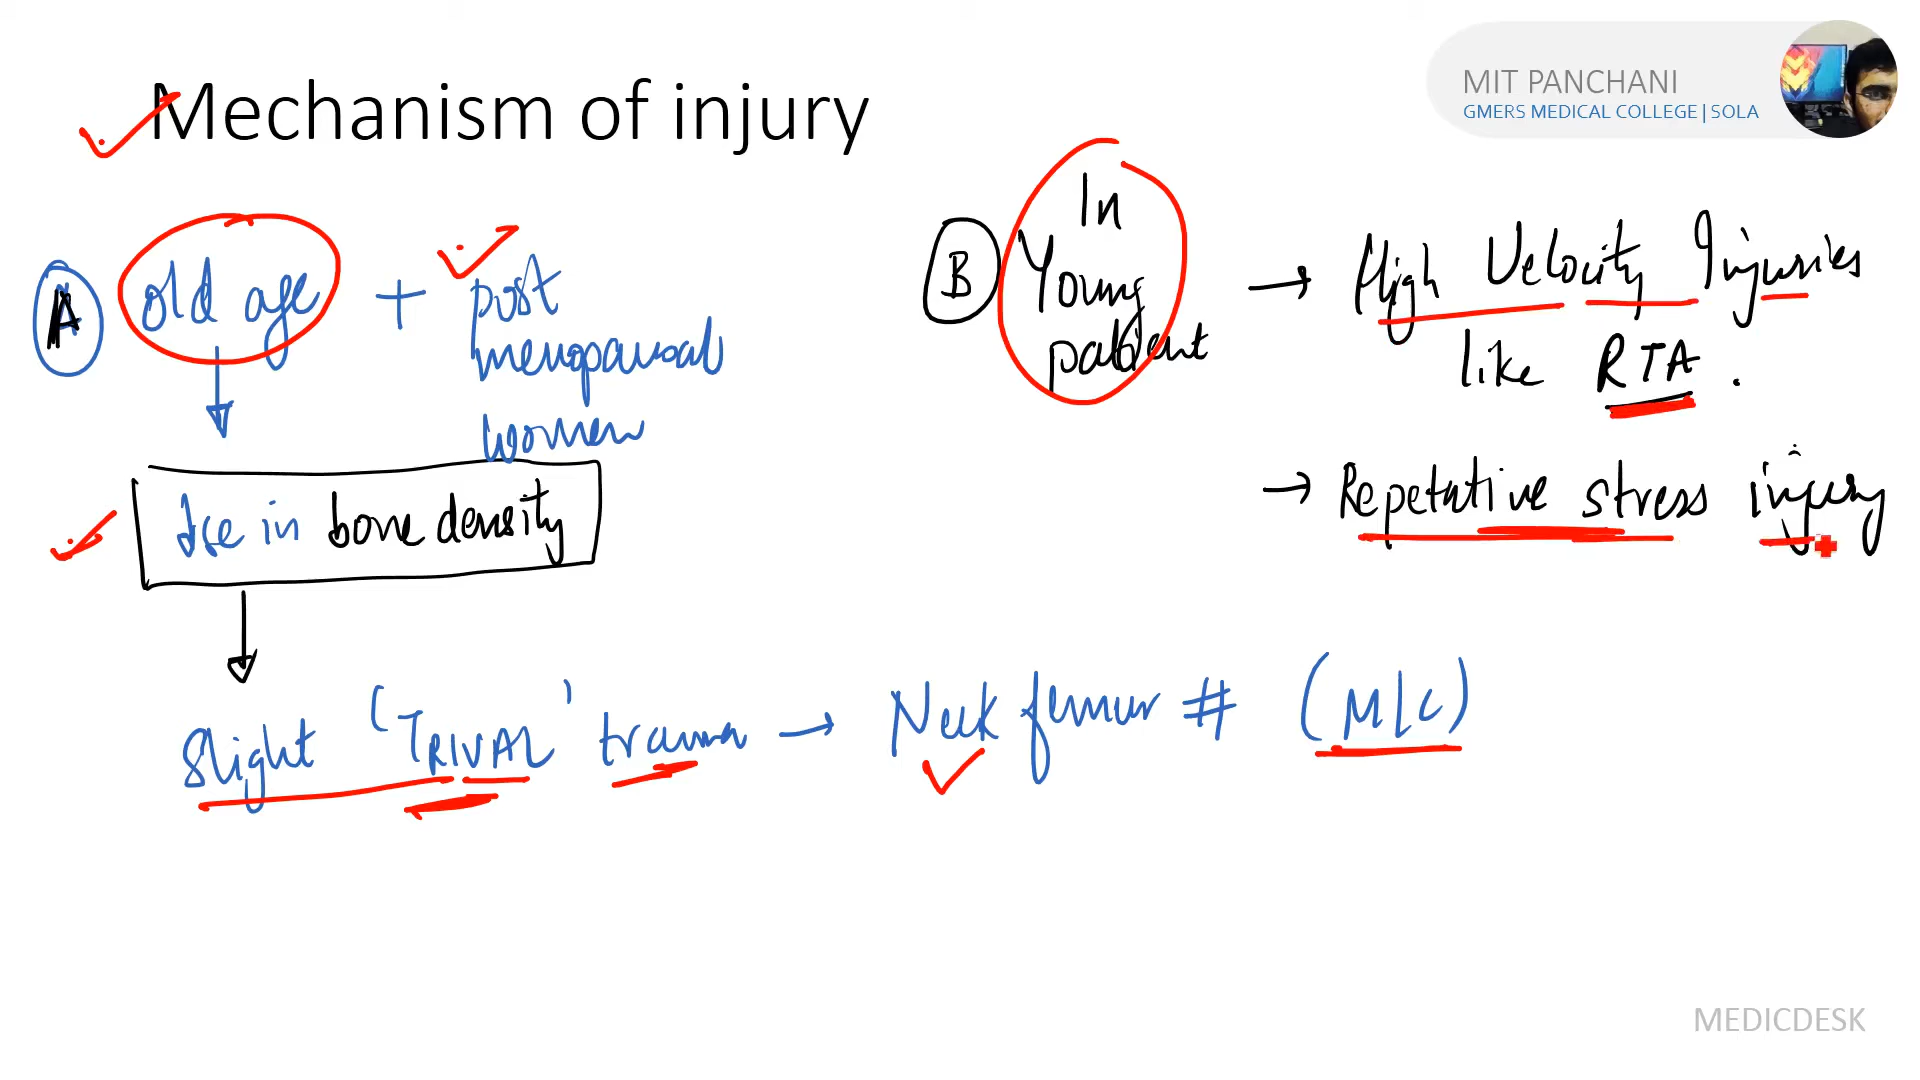 Mechanism of injury
MIT PANCHANI
GMERS MEDICAL COLLEGE|SOLA
A old age + post
menopausal
women
↓se in bone density
slight 'TRIVAL' trauma → Neck femur # (M/C)
B In
Young
patient
→ High Velocity Injuries
like RTA.
→ Repetative stress injury
MEDICDESK